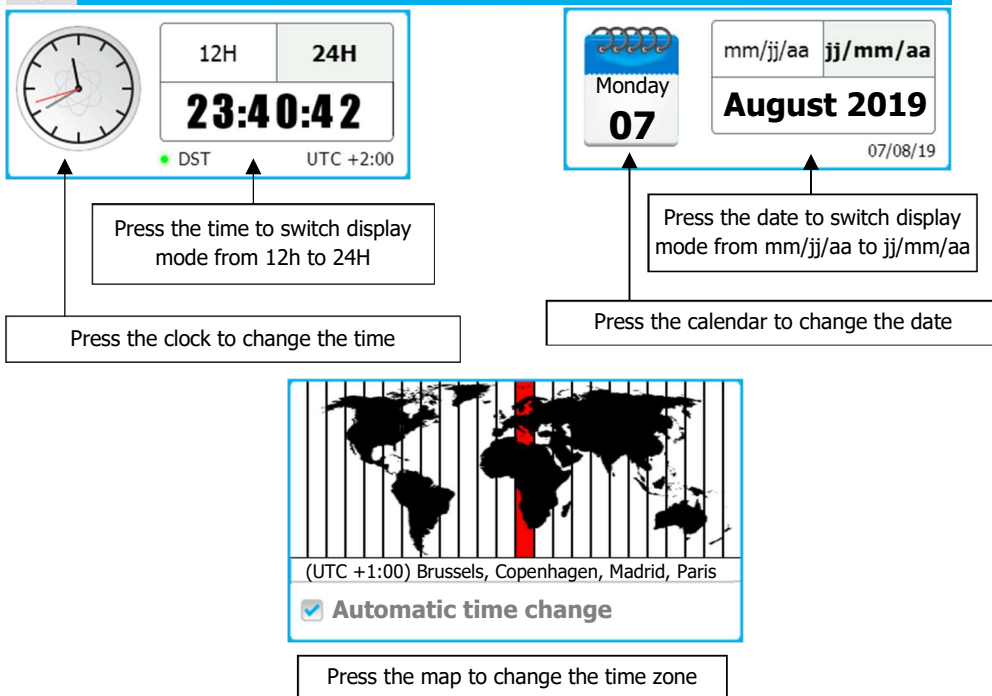 12H 24H
23:40:42
DST UTC +2:00
mm/jj/aa jj/mm/aa
Monday
07
August 2019
07/08/19
Press the time to switch display
mode from 12h to 24H
Press the date to switch display
mode from mm/jj/aa to jj/mm/aa
Press the clock to change the time
Press the calendar to change the date
(UTC +1:00) Brussels, Copenhagen, Madrid, Paris
Automatic time change
Press the map to change the time zone